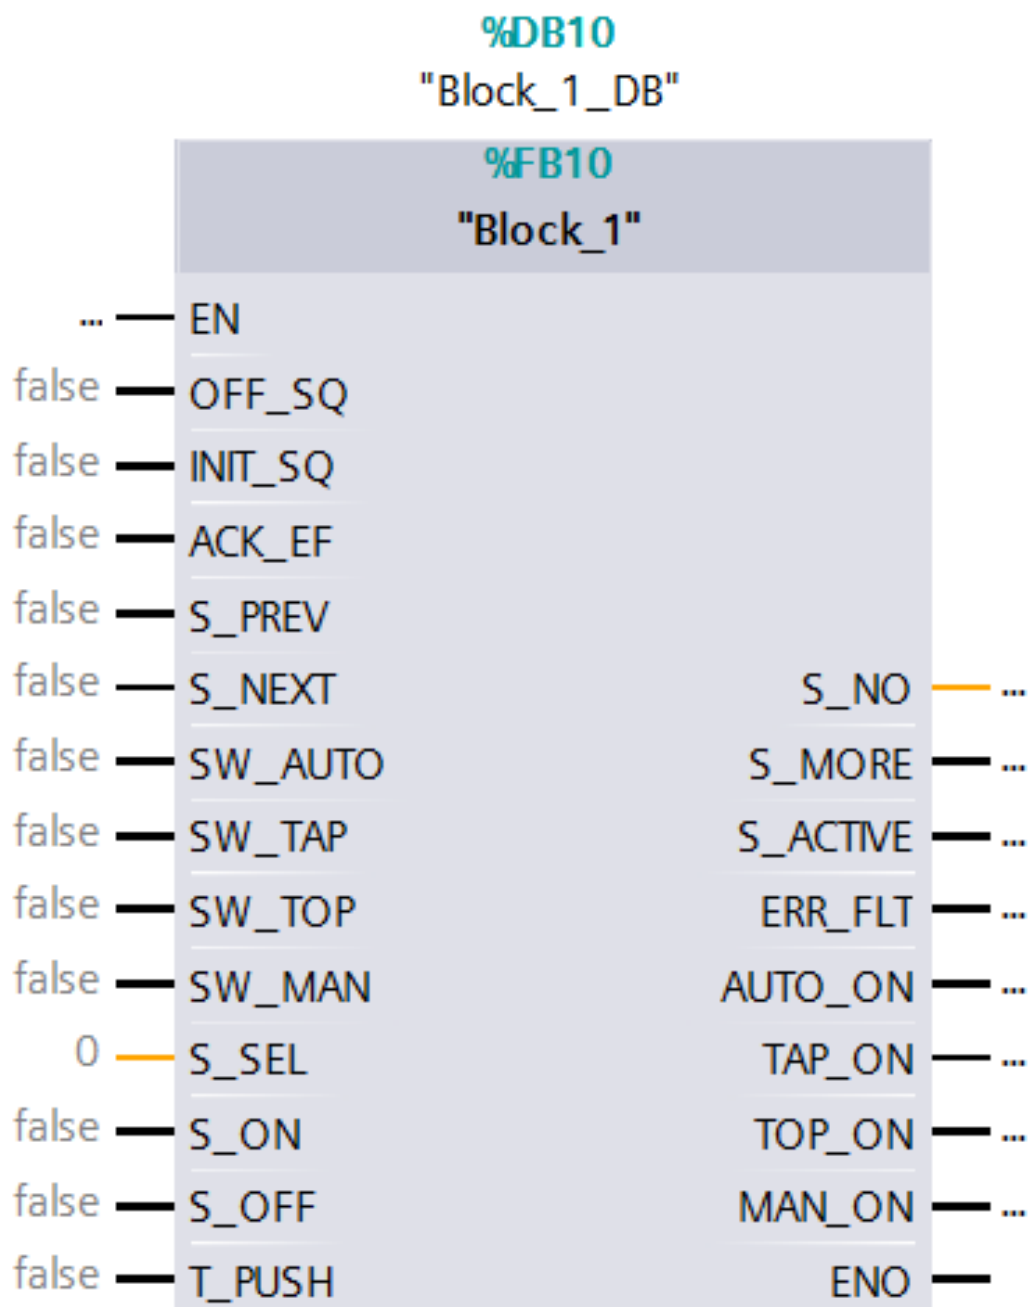 %DB10
"Block_1_DB"
%FB10
"Block_1"
... EN
false OFF_SQ
false INIT_SQ
false ACK_EF
false S_PREV
false S_NEXT S_NO ...
false SW_AUTO S_MORE ...
false SW_TAP S_ACTIVE ...
false SW_TOP ERR_FLT ...
false SW_MAN AUTO_ON ...
0 S_SEL TAP_ON ...
false S_ON TOP_ON ...
false S_OFF MAN_ON ...
false T_PUSH ENO